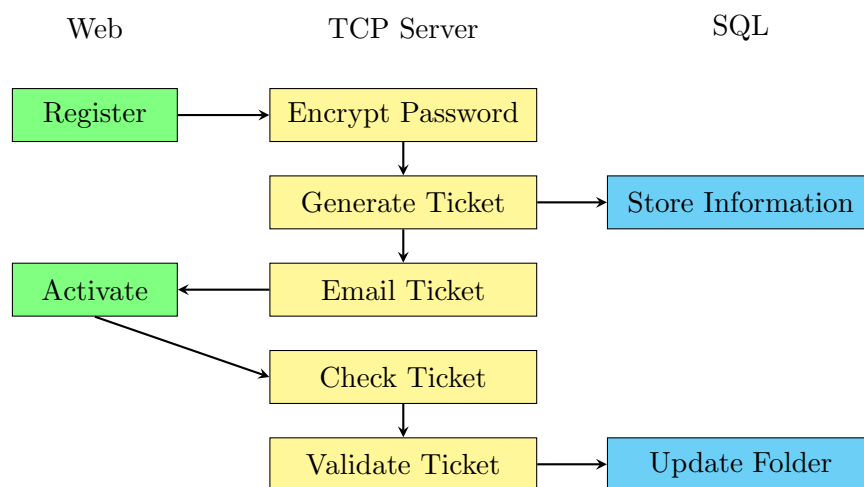 Web
TCP Server
SQL
Register
Encrypt Password
Generate Ticket
Store Information
Activate
Email Ticket
Check Ticket
Validate Ticket
Update Folder